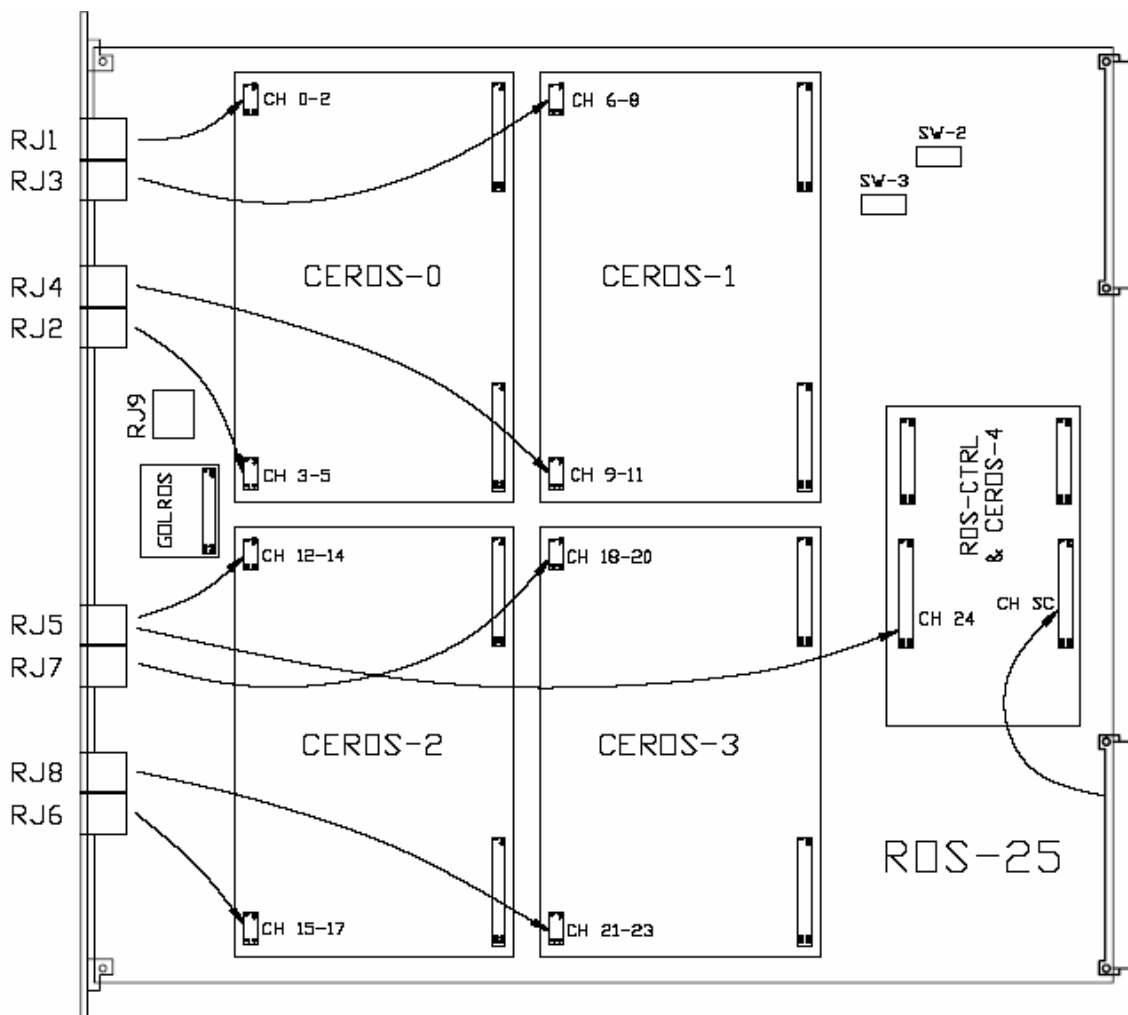 CH 0-2
CH 6-8
RJ1
RJ3
SW-2
SW-3
CEROS-0
CEROS-1
RJ4
RJ2
RJ9
CH 3-5
CH 9-11
GOLROS
ROS-CTRL
& CEROS-4
CH 12-14
CH 18-20
CH SC
CH 24
RJ5
RJ7
CEROS-2
CEROS-3
RJ8
RJ6
ROS-25
CH 15-17
CH 21-23